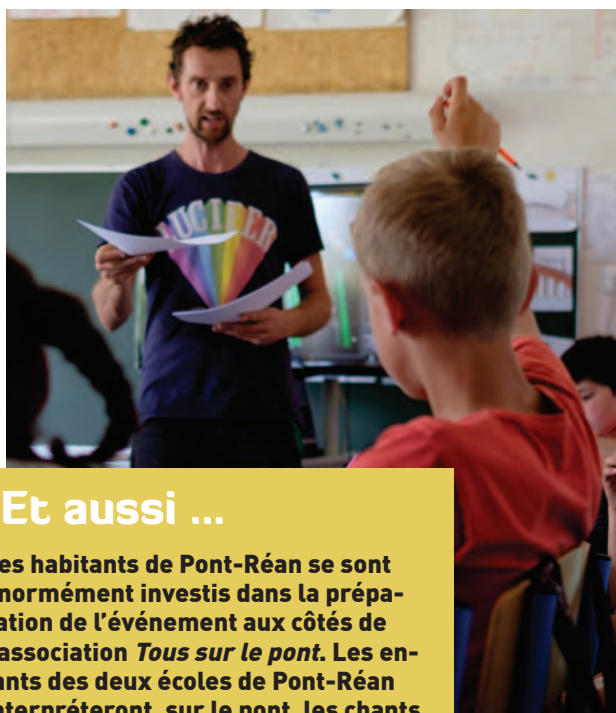 LUCIFER
Et aussi ...
es habitants de Pont-Réan se sont
normément investis dans la prépa-
ation de l'événement aux côtés de
association Tous sur le pont. Les en-
ants des deux écoles de Pont-Réan
nterpréteront, sur le pont, les chants